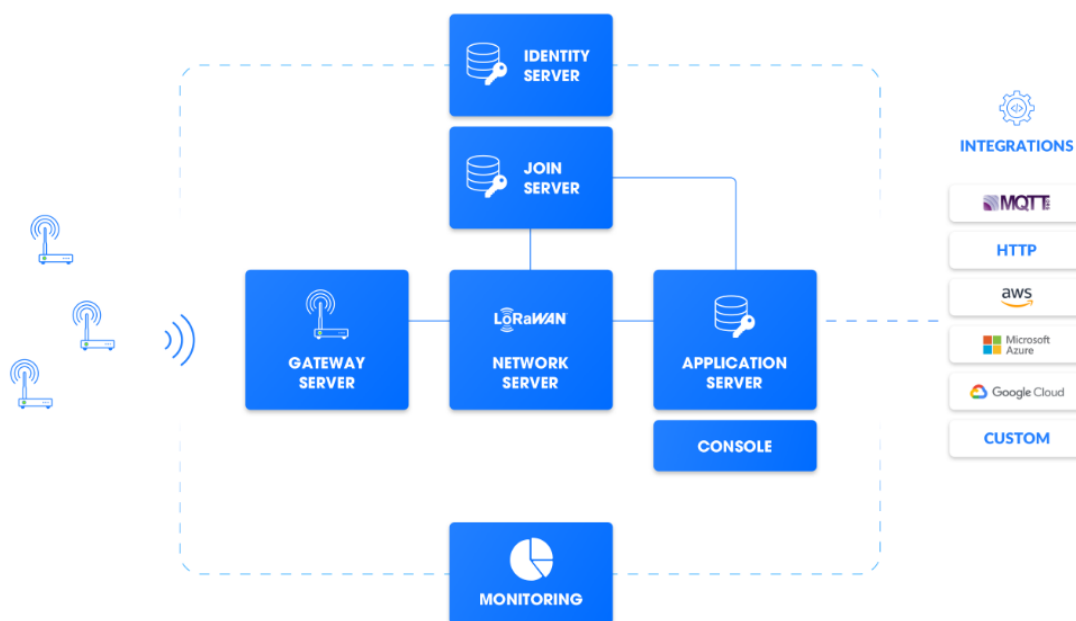 IDENTITY
SERVER
JOIN
SERVER
INTEGRATIONS
MQTT
HTTP
aws
Microsoft
Azure
Google Cloud
CUSTOM
GATEWAY
SERVER
LoRaWAN
NETWORK
SERVER
APPLICATION
SERVER
CONSOLE
MONITORING